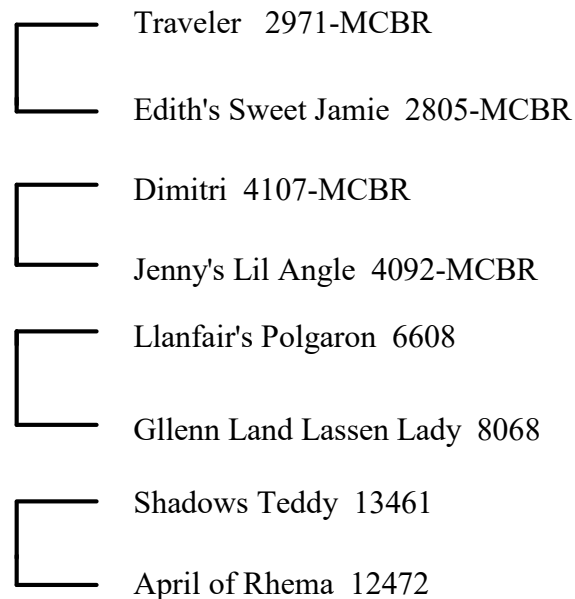 Traveler 2971-MCBR
Edith's Sweet Jamie 2805-MCBR
Dimitri 4107-MCBR
Jenny's Lil Angle 4092-MCBR
Llanfair's Polgaron 6608
Gllenn Land Lassen Lady 8068
Shadows Teddy 13461
April of Rhema 12472